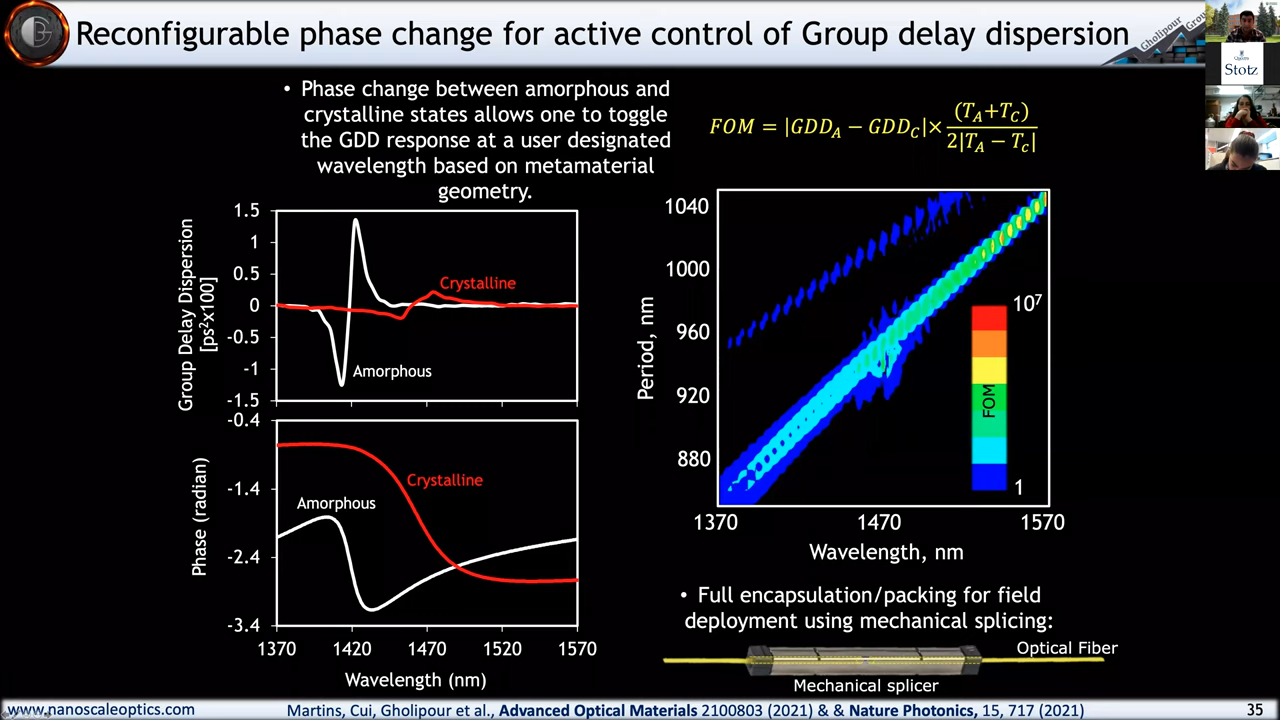 Reconfigurable phase change for active control of Group delay dispersion
Gholipour Group
Stotz
• Phase change between amorphous and
crystalline states allows one to toggle
the GDD response at a user designated
wavelength based on metamaterial
geometry.
FOM = |GDD_A − GDD_C|× (T_A+T_C) / 2|T_A − T_c|
Group Delay Dispersion
[ps²x100]
1.5
1
0.5
0
-0.5
-1
-1.5
Crystalline
Amorphous
Phase (radian)
-0.4
-1.4
-2.4
-3.4
Amorphous
Crystalline
1370 1420 1470 1520 1570
Wavelength (nm)
Period, nm
1040
1000
960
920
880
10⁷
FOM
1
1370 1470 1570
Wavelength, nm
• Full encapsulation/packing for field
deployment using mechanical splicing:
Optical Fiber
Mechanical splicer
www.nanoscaleoptics.com
Martins, Cui, Gholipour et al., Advanced Optical Materials 2100803 (2021) & & Nature Photonics, 15, 717 (2021)
35